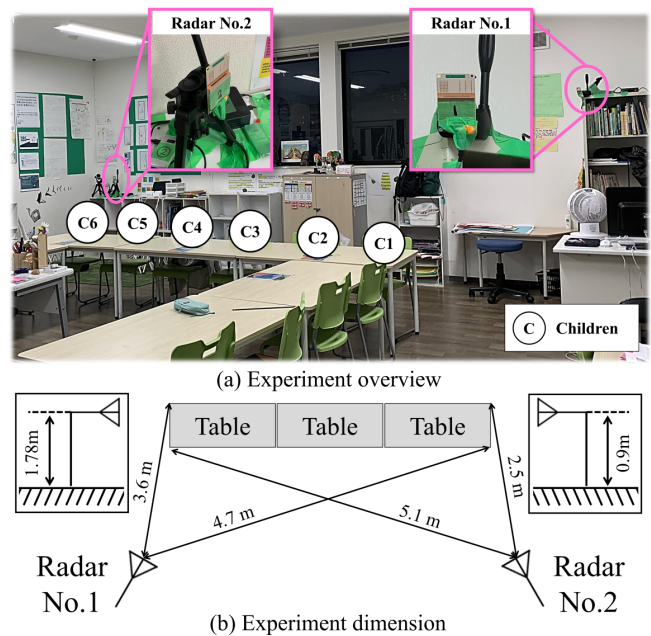 Radar No.2
Radar No.1
C6
C5
C4
C3
C2
C1
C
Children
(a) Experiment overview
1.78m
3.6 m
Table
Table
Table
2.5 m
0.9m
4.7 m
5.1 m
Radar
No.1
Radar
No.2
(b) Experiment dimension